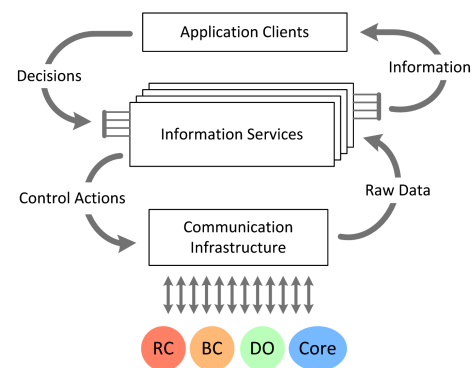 Application Clients
Decisions
Information
Information Services
Control Actions
Raw Data
Communication
Infrastructure
RC
BC
DO
Core